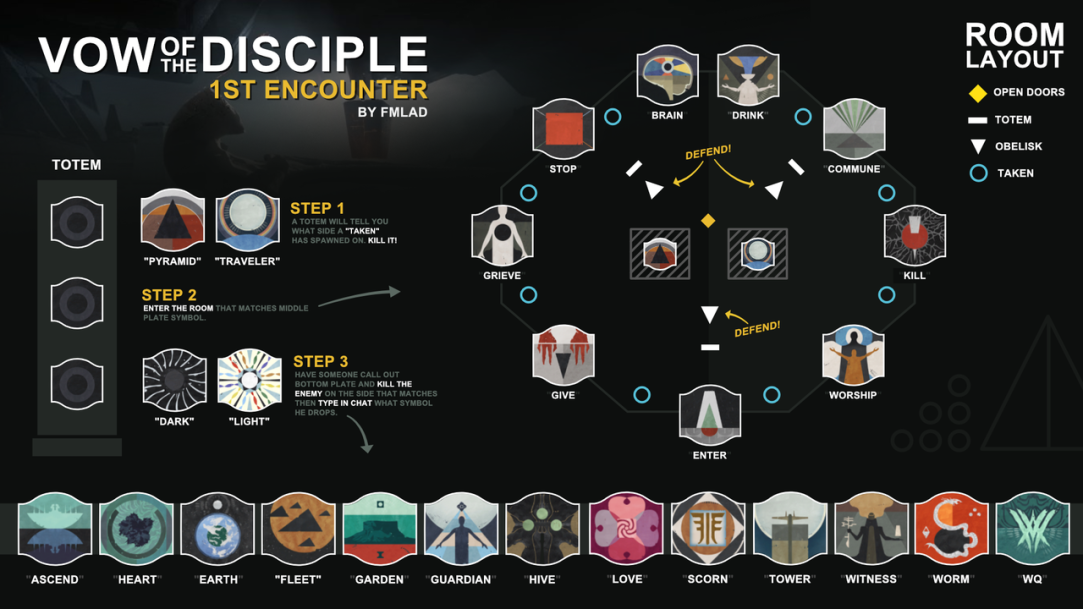 VOW OF THE DISCIPLE
1ST ENCOUNTER
BY FMLAD
TOTEM
"PYRAMID"
"TRAVELER"
STEP 1
A TOTEM WILL TELL YOU
WHAT SIDE A "TAKEN"
HAS SPAWNED ON. KILL IT!
STEP 2
ENTER THE ROOM THAT MATCHES MIDDLE
PLATE SYMBOL.
"DARK"
"LIGHT"
STEP 3
HAVE SOMEONE CALL OUT
BOTTOM PLATE AND KILL THE
ENEMY ON THE SIDE THAT MATCHES
THEN TYPE IN CHAT WHAT SYMBOL
HE DROPS.
"BRAIN"
"DRINK"
STOP
"COMMUNE"
"GRIEVE"
KILL
GIVE
WORSHIP
"ENTER"
DEFEND!
DEFEND!
ROOM
LAYOUT
OPEN DOORS
TOTEM
OBELISK
TAKEN
"ASCEND"
"HEART"
"EARTH"
"FLEET"
"GARDEN"
"GUARDIAN"
"HIVE"
"LOVE"
"SCORN"
"TOWER"
"WITNESS"
"WORM"
"WQ"